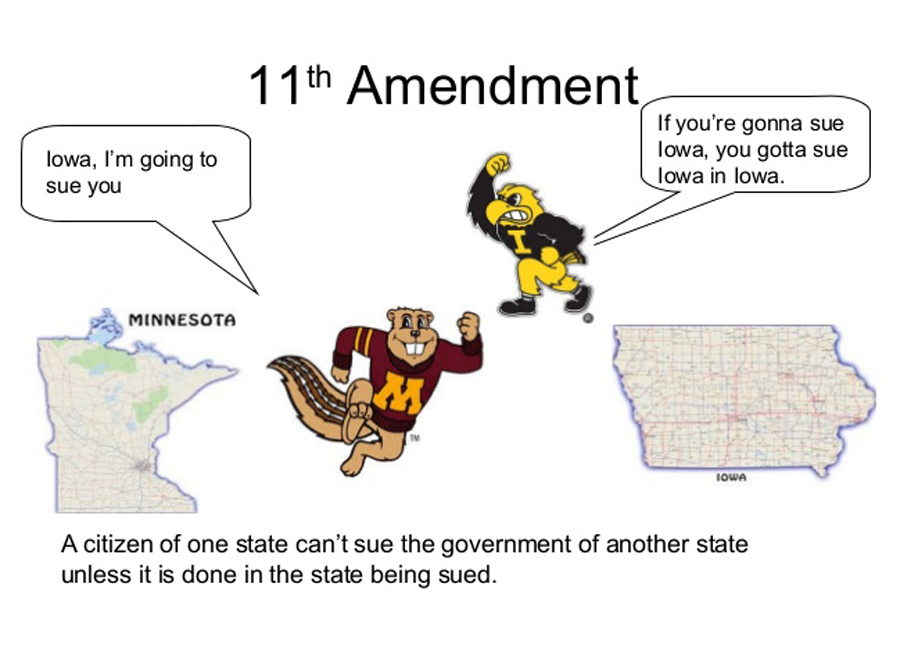 11th Amendment
Iowa, I'm going to
sue you
If you're gonna sue
Iowa, you gotta sue
Iowa in Iowa.
I
MINNESOTA
M
TM
©
IOWA
A citizen of one state can't sue the government of another state
unless it is done in the state being sued.